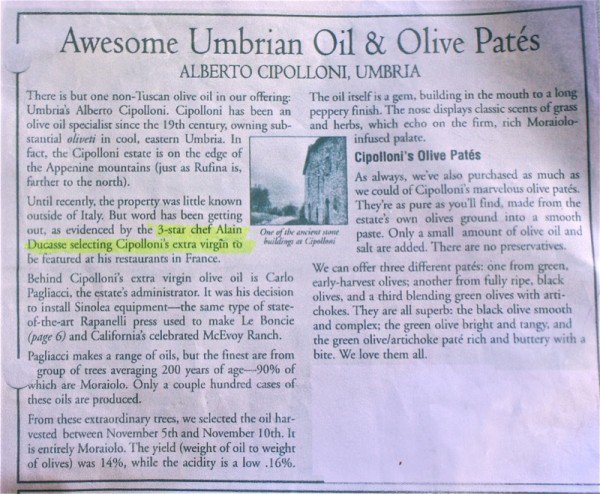 Awesome Umbrian Oil & Olive Patés
ALBERTO CIPOLLONI, UMBRIA
There is but one non-Tuscan olive oil in our offering:
Umbria's Alberto Cipolloni. Cipolloni has been an
olive oil specialist since the 19th century, owning sub-
stantial oliveti in cool, eastern Umbria. In
fact, the Cipolloni estate is on the edge of
the Appenine mountains (just as Rufina is,
farther to the north).
Until recently, the property was little known
outside of Italy. But word has been getting
out, as evidenced by the 3-star chef Alain
Ducasse selecting Cipolloni's extra virgin to
be featured at his restaurants in France.
Behind Cipolloni's extra virgin olive oil is Carlo
Pagliacci, the estate's administrator. It was his decision
to install Sinolea equipment—the same type of state-
of-the-art Rapanelli press used to make Le Boncie
(page 6) and California's celebrated McEvoy Ranch.
Pagliacci makes a range of oils, but the finest are from
group of trees averaging 200 years of age—90% of
which are Moraiolo. Only a couple hundred cases of
these oils are produced.
From these extraordinary trees, we selected the oil har-
vested between November 5th and November 10th. It
is entirely Moraiolo. The yield (weight of oil to weight
of olives) was 14%, while the acidity is a low .16%.
One of the ancient stone
buildings at Cipolloni
The oil itself is a gem, building in the mouth to a long
peppery finish. The nose displays classic scents of grass
and herbs, which echo on the firm, rich Moraiolo-
infused palate.
Cipolloni's Olive Patés
As always, we've also purchased as much as
we could of Cipolloni's marvelous olive patés.
They're as pure as you'll find, made from the
estate's own olives ground into a smooth
paste. Only a small amount of olive oil and
salt are added. There are no preservatives.
We can offer three different patés: one from green,
early-harvest olives; another from fully ripe, black
olives, and a third blending green olives with arti-
chokes. They are all superb: the black olive smooth
and complex; the green olive bright and tangy, and
the green olive/artichoke paté rich and buttery with a
bite. We love them all.